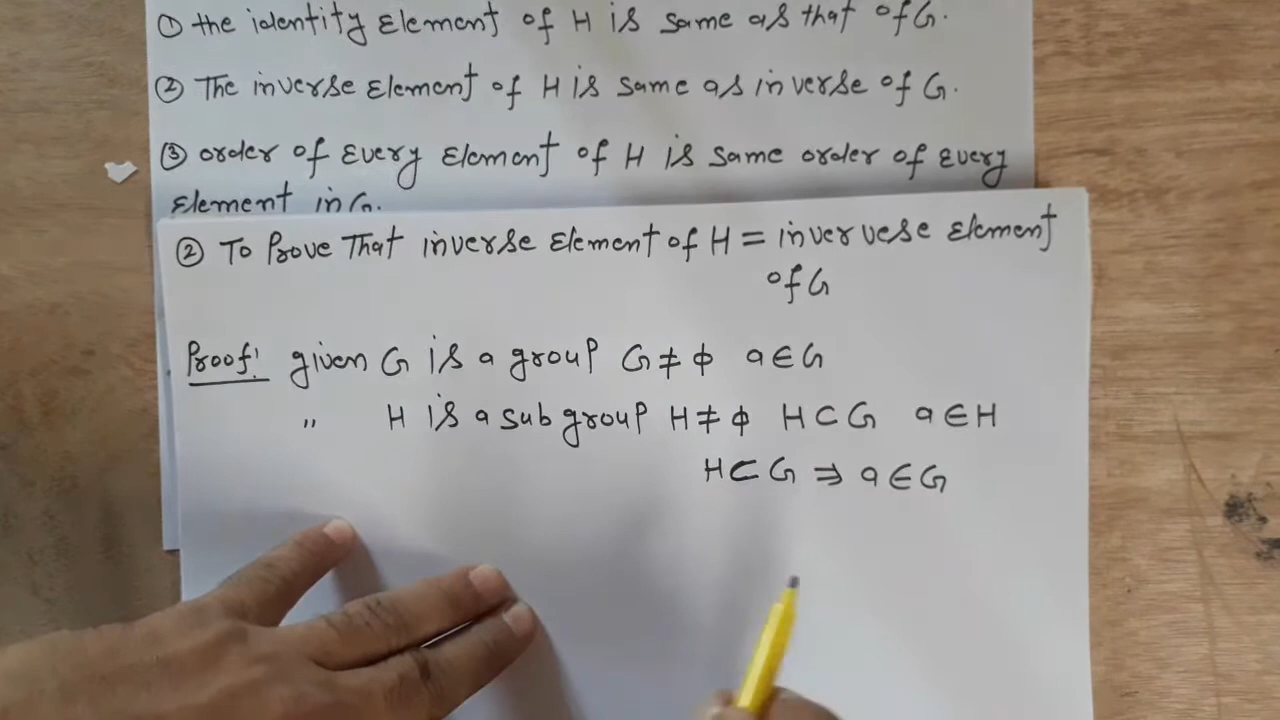 ① the identity Element of H is same as that of G.
② The inverse Element of H is same as inverse of G.
③ order of Every Element of H is same order of Every
Element in G.
② To Prove That inverse Element of H = inver vese Element
of G
Proof: given G is a group G ≠ ϕ a ∈ G
" H is a sub group H ≠ ϕ H ⊂ G a ∈ H
H ⊂ G ⇒ a ∈ G